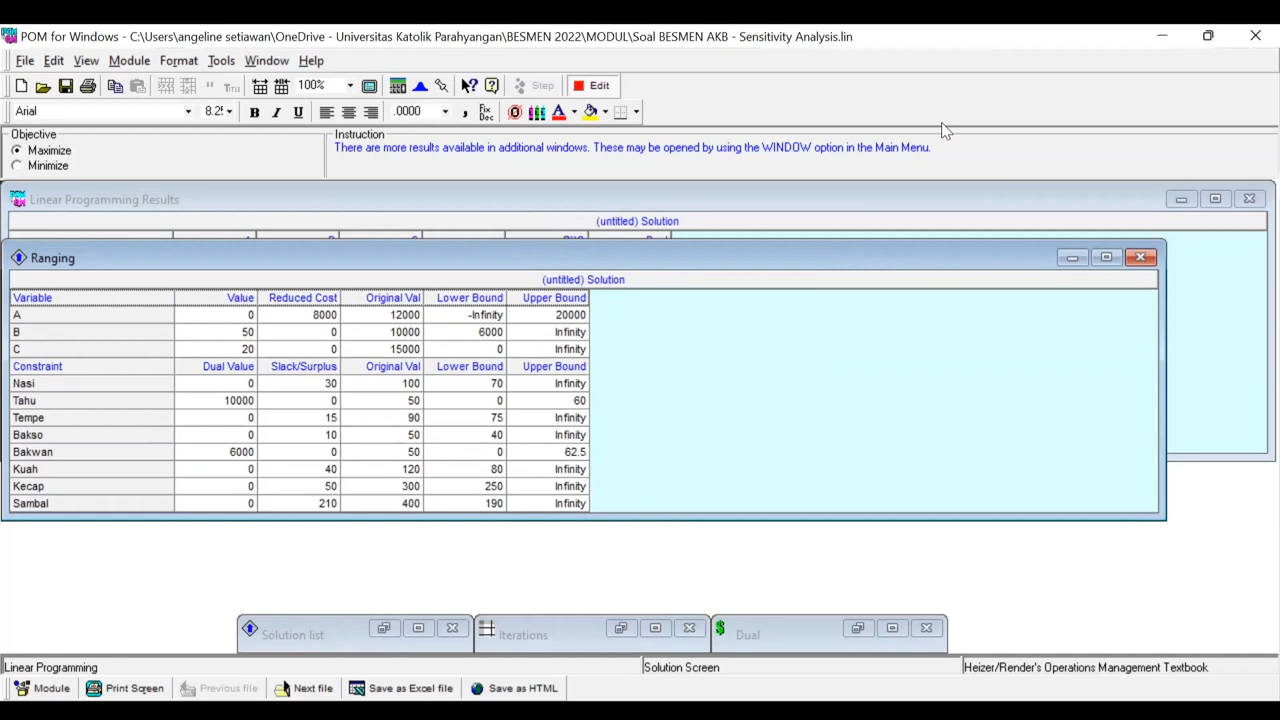 POM for Windows - C:\Users\angeline setiawan\OneDrive - Universitas Katolik Parahyangan\BESMEN 2022\MODUL\Soal BESMEN AKB - Sensitivity Analysis.lin
File Edit View Module Format Tools Window Help
100% Step Edit
Arial 8.2 B I U .0000 , Fix Dec A
Objective Instruction
Maximize There are more results available in additional windows. These may be opened by using the WINDOW option in the Main Menu.
Minimize
Linear Programming Results
(untitled) Solution
Ranging
(untitled) Solution
Variable Value Reduced Cost Original Val Lower Bound Upper Bound
A 0 8000 12000 -Infinity 20000
B 50 0 10000 6000 Infinity
C 20 0 15000 0 Infinity
Constraint Dual Value Slack/Surplus Original Val Lower Bound Upper Bound
Nasi 0 30 100 70 Infinity
Tahu 10000 0 50 0 60
Tempe 0 15 90 75 Infinity
Bakso 0 10 50 40 Infinity
Bakwan 6000 0 50 0 62.5
Kuah 0 40 120 80 Infinity
Kecap 0 50 300 250 Infinity
Sambal 0 210 400 190 Infinity
Solution list Iterations Dual
Linear Programming Solution Screen Heizer/Render's Operations Management Textbook
Module Print Screen Previous file Next file Save as Excel file Save as HTML